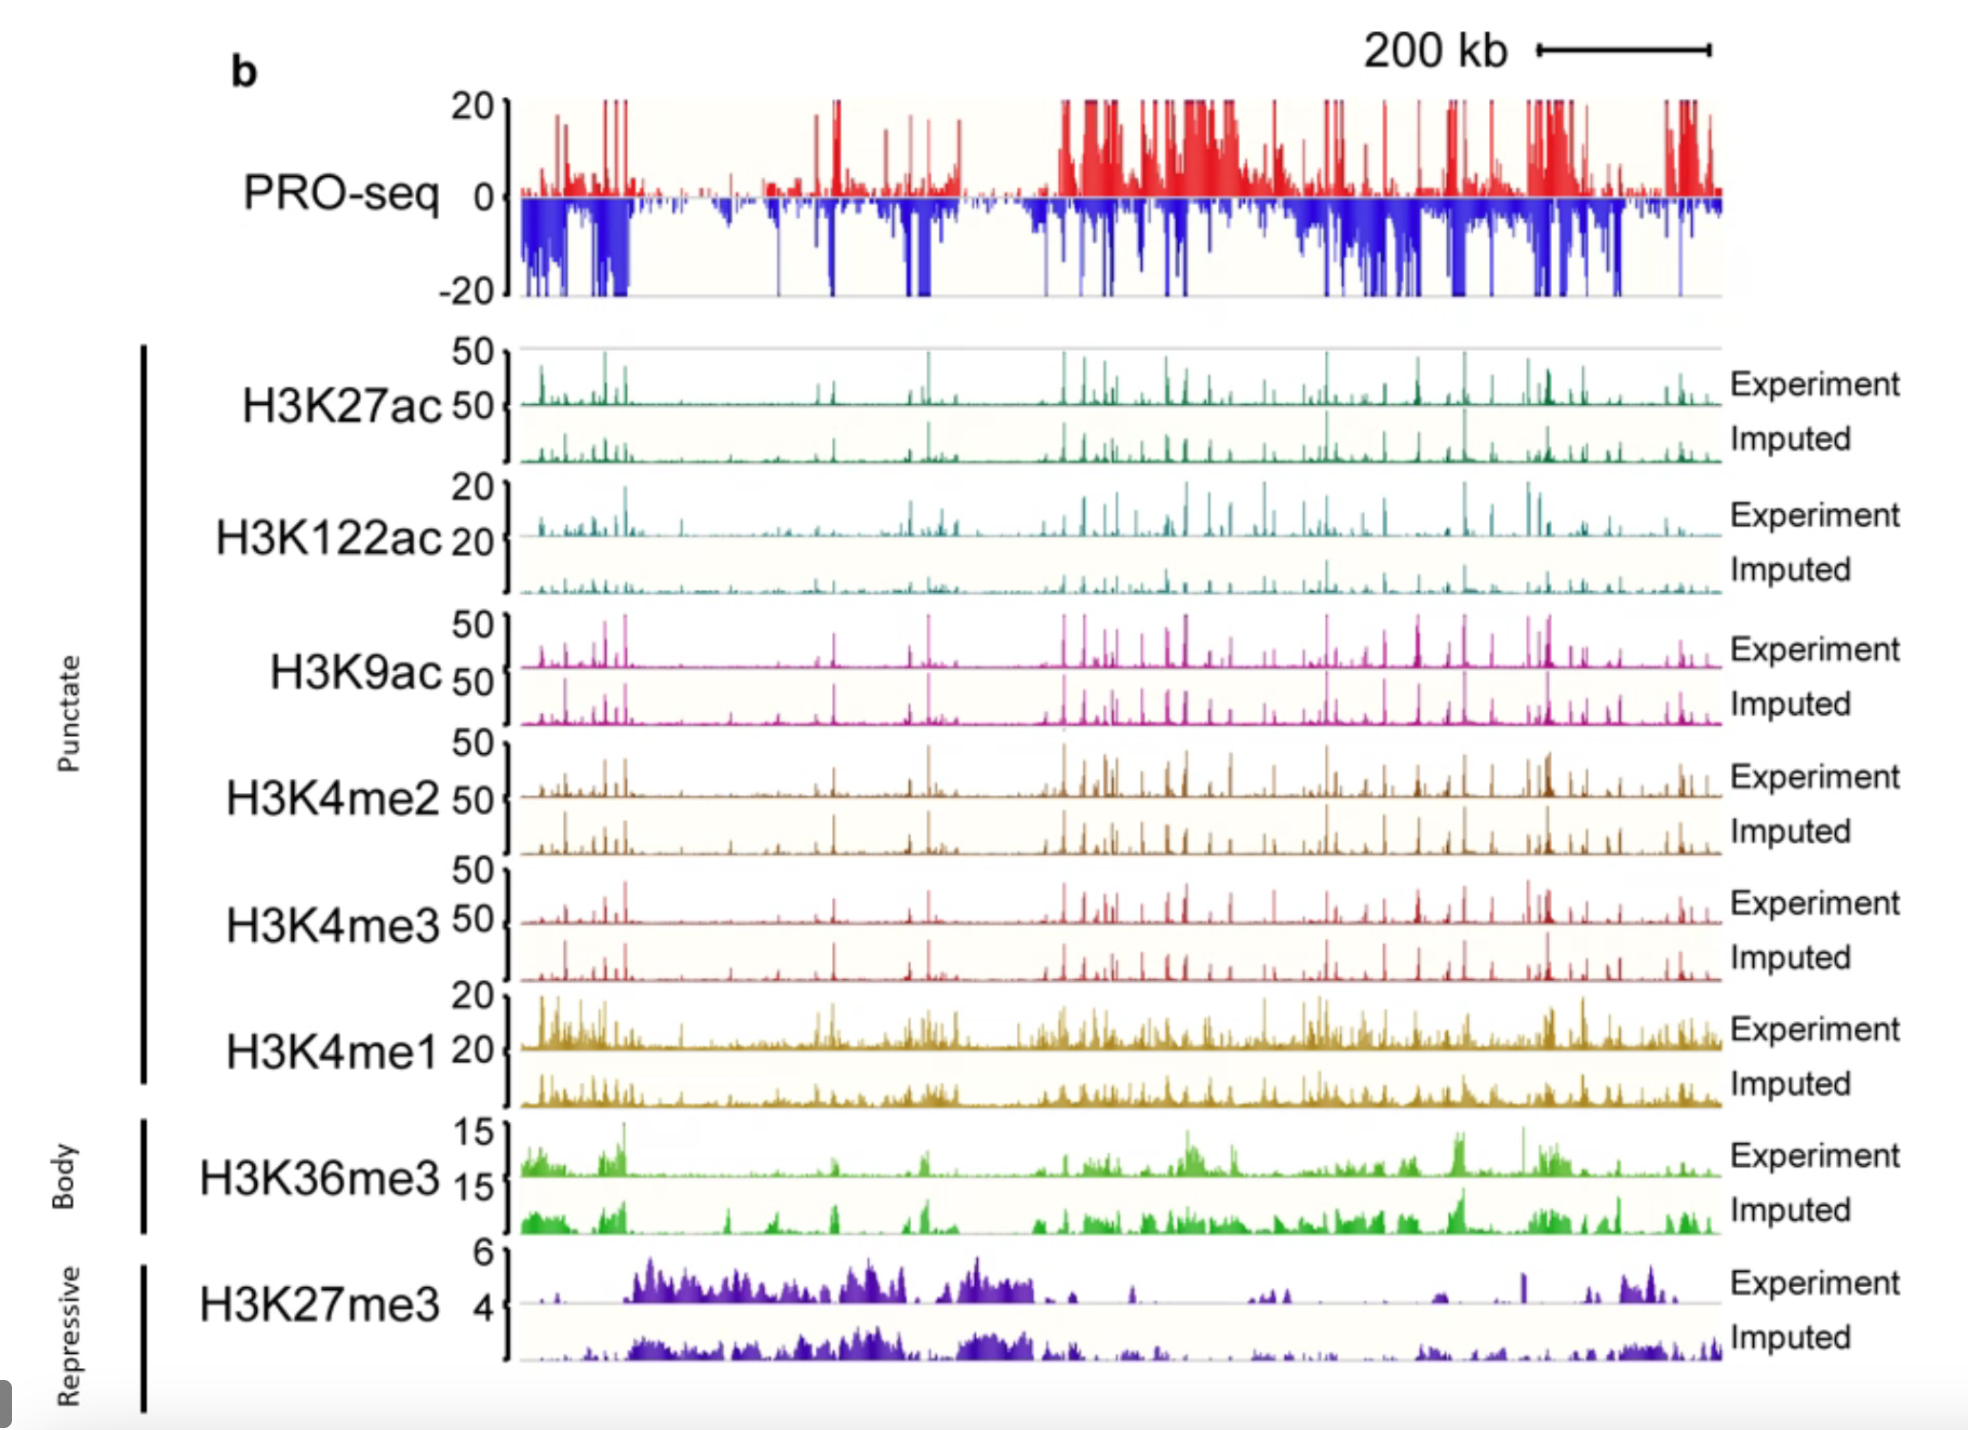 b
200 kb
PRO-seq
20
0
-20
Punctate
H3K27ac
50
50
Experiment
Imputed
H3K122ac
20
20
Experiment
Imputed
H3K9ac
50
50
Experiment
Imputed
H3K4me2
50
50
Experiment
Imputed
H3K4me3
50
50
Experiment
Imputed
H3K4me1
20
20
Experiment
Imputed
Body
H3K36me3
15
15
Experiment
Imputed
Repressive
H3K27me3
6
4
Experiment
Imputed